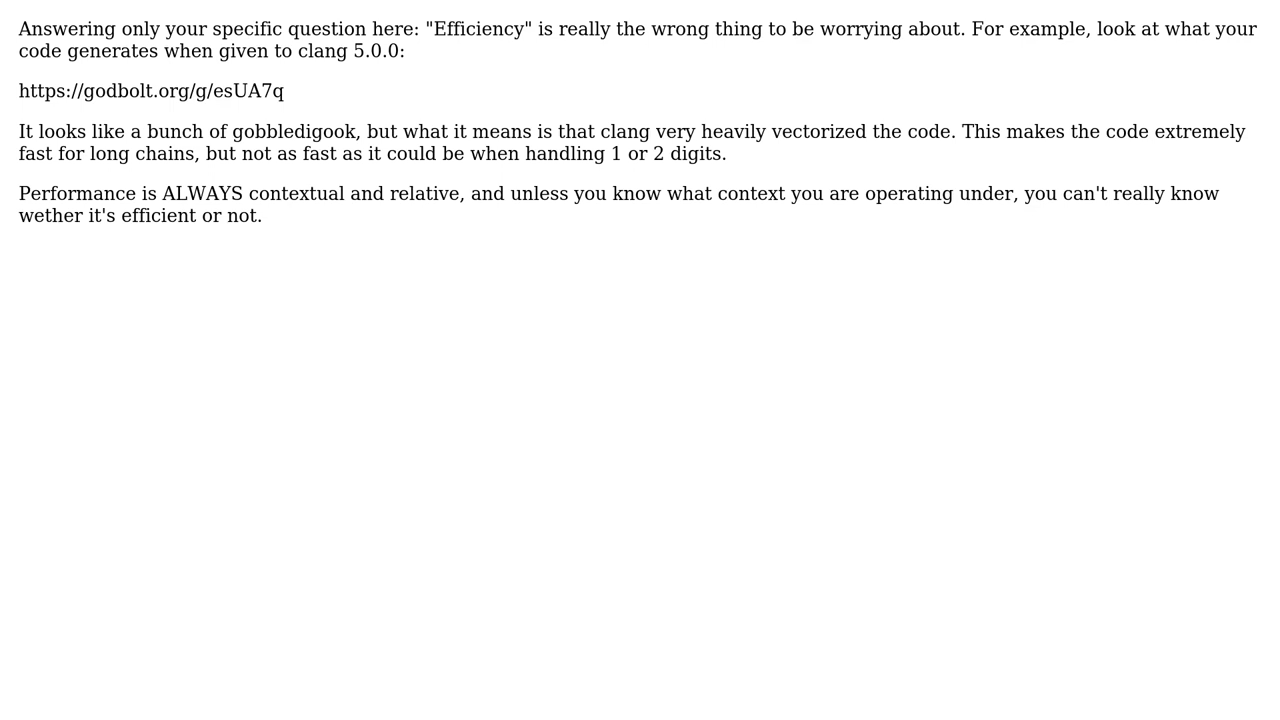 Answering only your specific question here: "Efficiency" is really the wrong thing to be worrying about. For example, look at what your
code generates when given to clang 5.0.0:
https://godbolt.org/g/esUA7q
It looks like a bunch of gobbledigook, but what it means is that clang very heavily vectorized the code. This makes the code extremely
fast for long chains, but not as fast as it could be when handling 1 or 2 digits.
Performance is ALWAYS contextual and relative, and unless you know what context you are operating under, you can't really know
wether it's efficient or not.